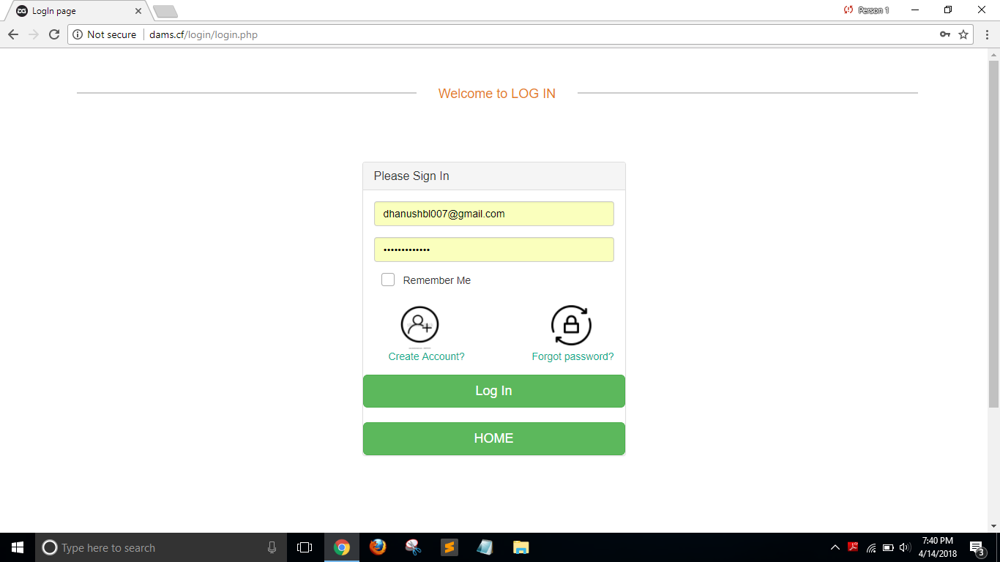 LogIn page
Person 1
Not secure
dams.cf/login/login.php
Welcome to LOG IN
Please Sign In
dhanushbl007@gmail.com
•••••••••••••
Remember Me
Create Account?
Forgot password?
Log In
HOME
Type here to search
7:40 PM
4/14/2018
3